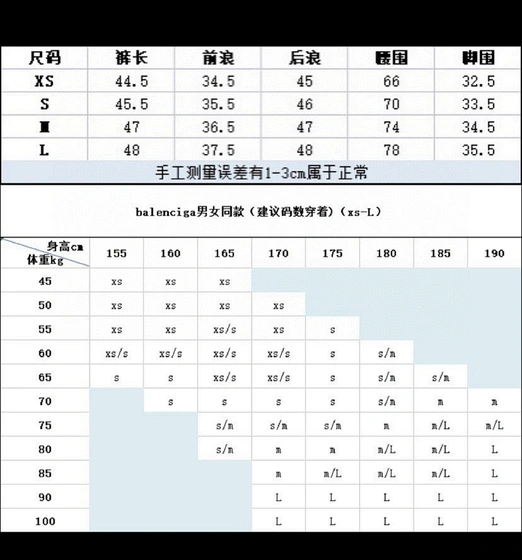 尺码 裤长 前浪 后浪 腰围 脚围
XS 44.5 34.5 45 66 32.5
S 45.5 35.5 46 70 33.5
M 47 36.5 47 74 34.5
L 48 37.5 48 78 35.5
手工测量误差有1-3cm属于正常
balenciga男女同款（建议码数穿着）(xs-L)
身高cm 体重kg 155 160 165 170 175 180 185 190
45 xs xs xs
50 xs xs xs xs
55 xs xs xs/s xs s
60 xs/s xs/s xs/s xs/s s s/m
65 s s xs/s xs/s s s/m s/m
70 s s s s s/m m m
75 s/m s/m s/m m m/L m/L
80 s/m m m m/L m/L L
85 m m/L m/L L L
90 L L L L L
100 L L L L L